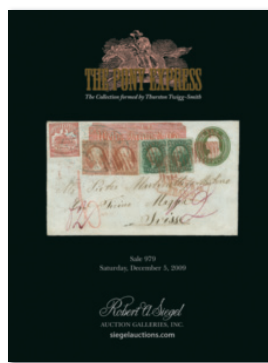 THE PONY EXPRESS
The Collection formed by Thurston Twigg-Smith
Suisse
Sale 979
Saturday, December 5, 2009
Robert A. Siegel
AUCTION GALLERIES, INC.
siegelauctions.com